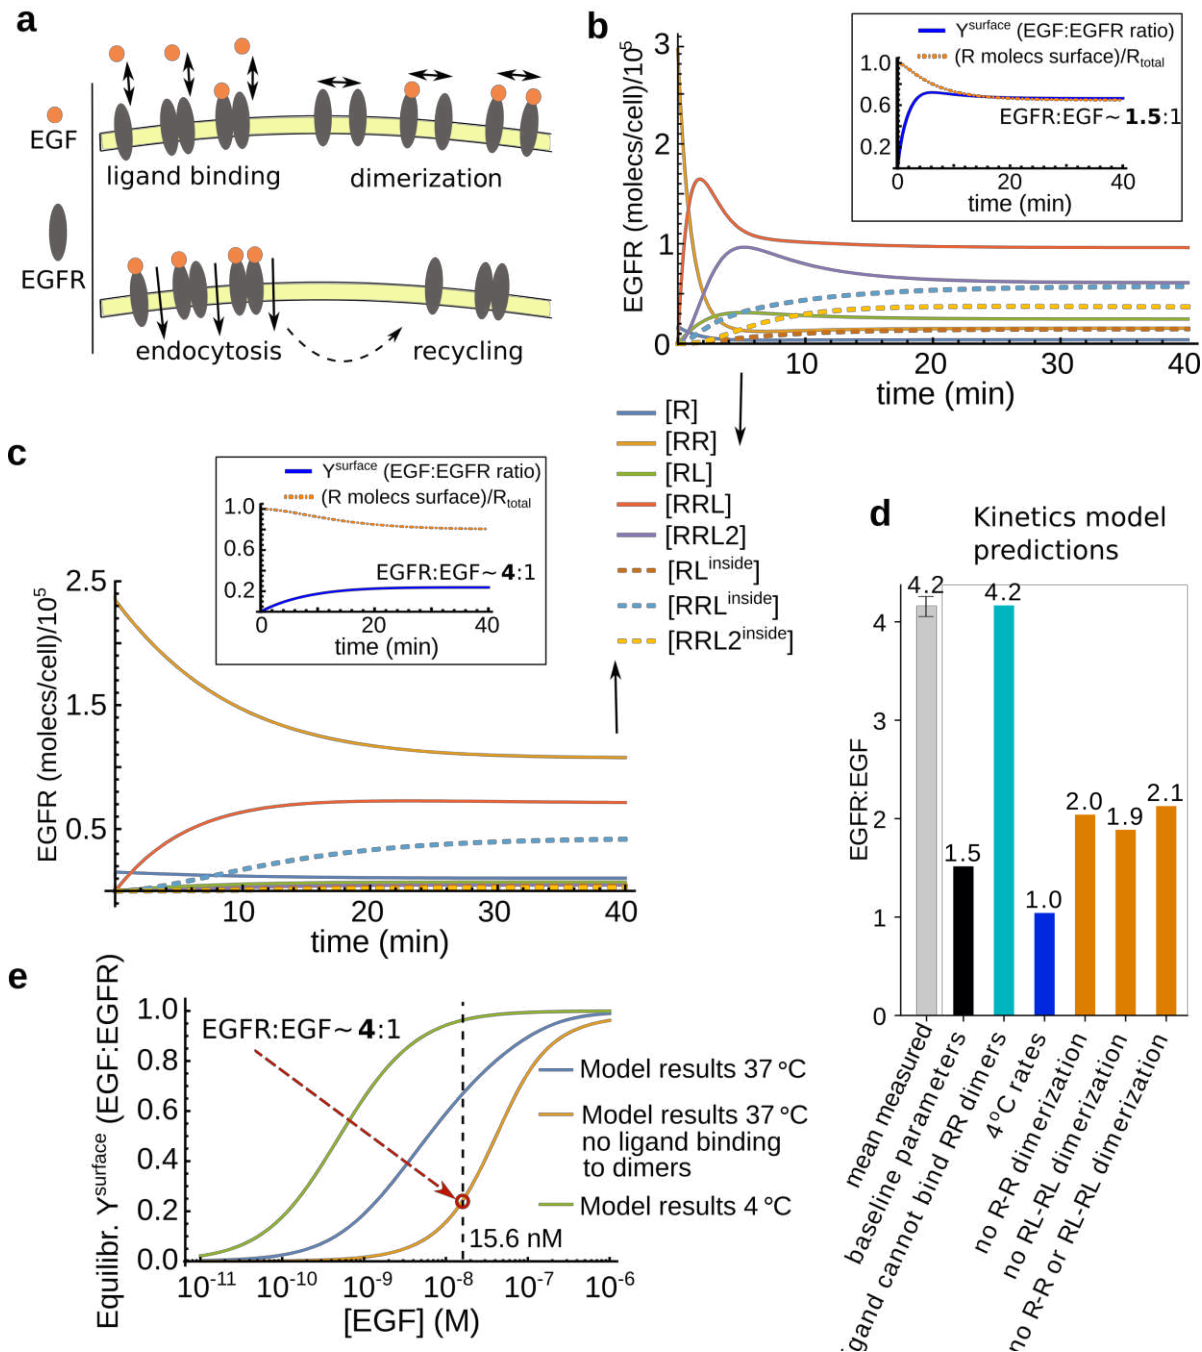 a
EGF
EGFR
ligand binding
dimerization
endocytosis
recycling
b
EGFR (molecs/cell)/10⁵
3
2
1
0
10
20
30
40
time (min)
Y^surface (EGF:EGFR ratio)
(R molecs surface)/R_total
1.0
0.6
0.2
EGFR:EGF~ 1.5:1
0
20
40
time (min)
[R]
[RR]
[RL]
[RRL]
[RRL2]
[RL^inside]
[RRL^inside]
[RRL2^inside]
c
EGFR (molecs/cell)/10⁵
2.5
1.5
0.5
10
20
30
40
time (min)
Y^surface (EGF:EGFR ratio)
(R molecs surface)/R_total
1.0
0.6
0.2
EGFR:EGF~ 4:1
0
20
40
time (min)
d
Kinetics model
predictions
EGFR:EGF
4
3
2
1
0
4.2
1.5
4.2
1.0
2.0
1.9
2.1
mean measured
baseline parameters
ligand cannot bind RR dimers
4°C rates
no R-R dimerization
no RL-RL dimerization
no R-R or RL-RL dimerization
e
Equilibr. Y^surface (EGF:EGFR)
1.0
0.8
0.6
0.4
0.2
0.0
EGFR:EGF~ 4:1
15.6 nM
10⁻¹¹
10⁻¹⁰
10⁻⁹
10⁻⁸
10⁻⁷
10⁻⁶
[EGF] (M)
Model results 37 °C
Model results 37 °C
no ligand binding
to dimers
Model results 4 °C